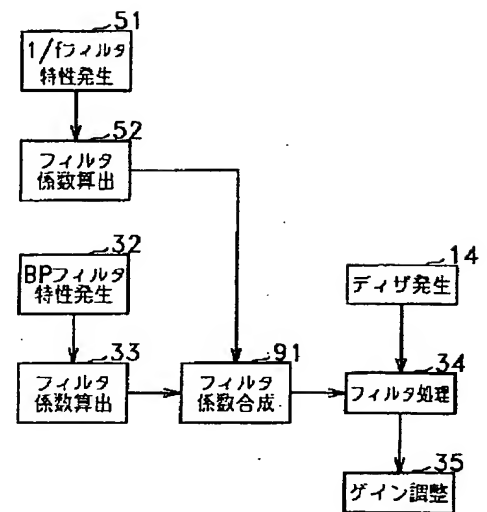 51
1/fフィルタ
特性発生
52
フィルタ
係数算出
32
BPフィルタ
特性発生
14
ディザ発生
33
フィルタ
係数算出
91
フィルタ
係数合成
34
フィルタ処理
35
ゲイン調整